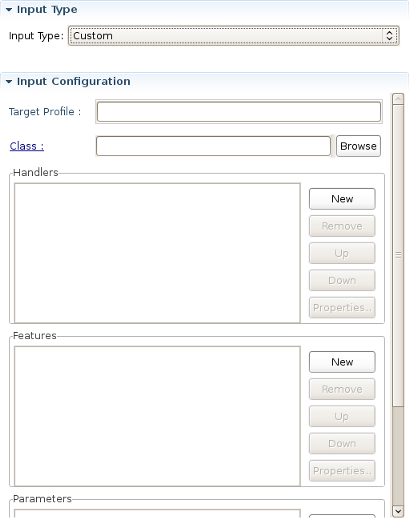 Input Type
Input Type: Custom
Input Configuration
Target Profile :
Class : Browse
Handlers
New
Remove
Up
Down
Properties..
Features
New
Remove
Up
Down
Properties..
Parameters